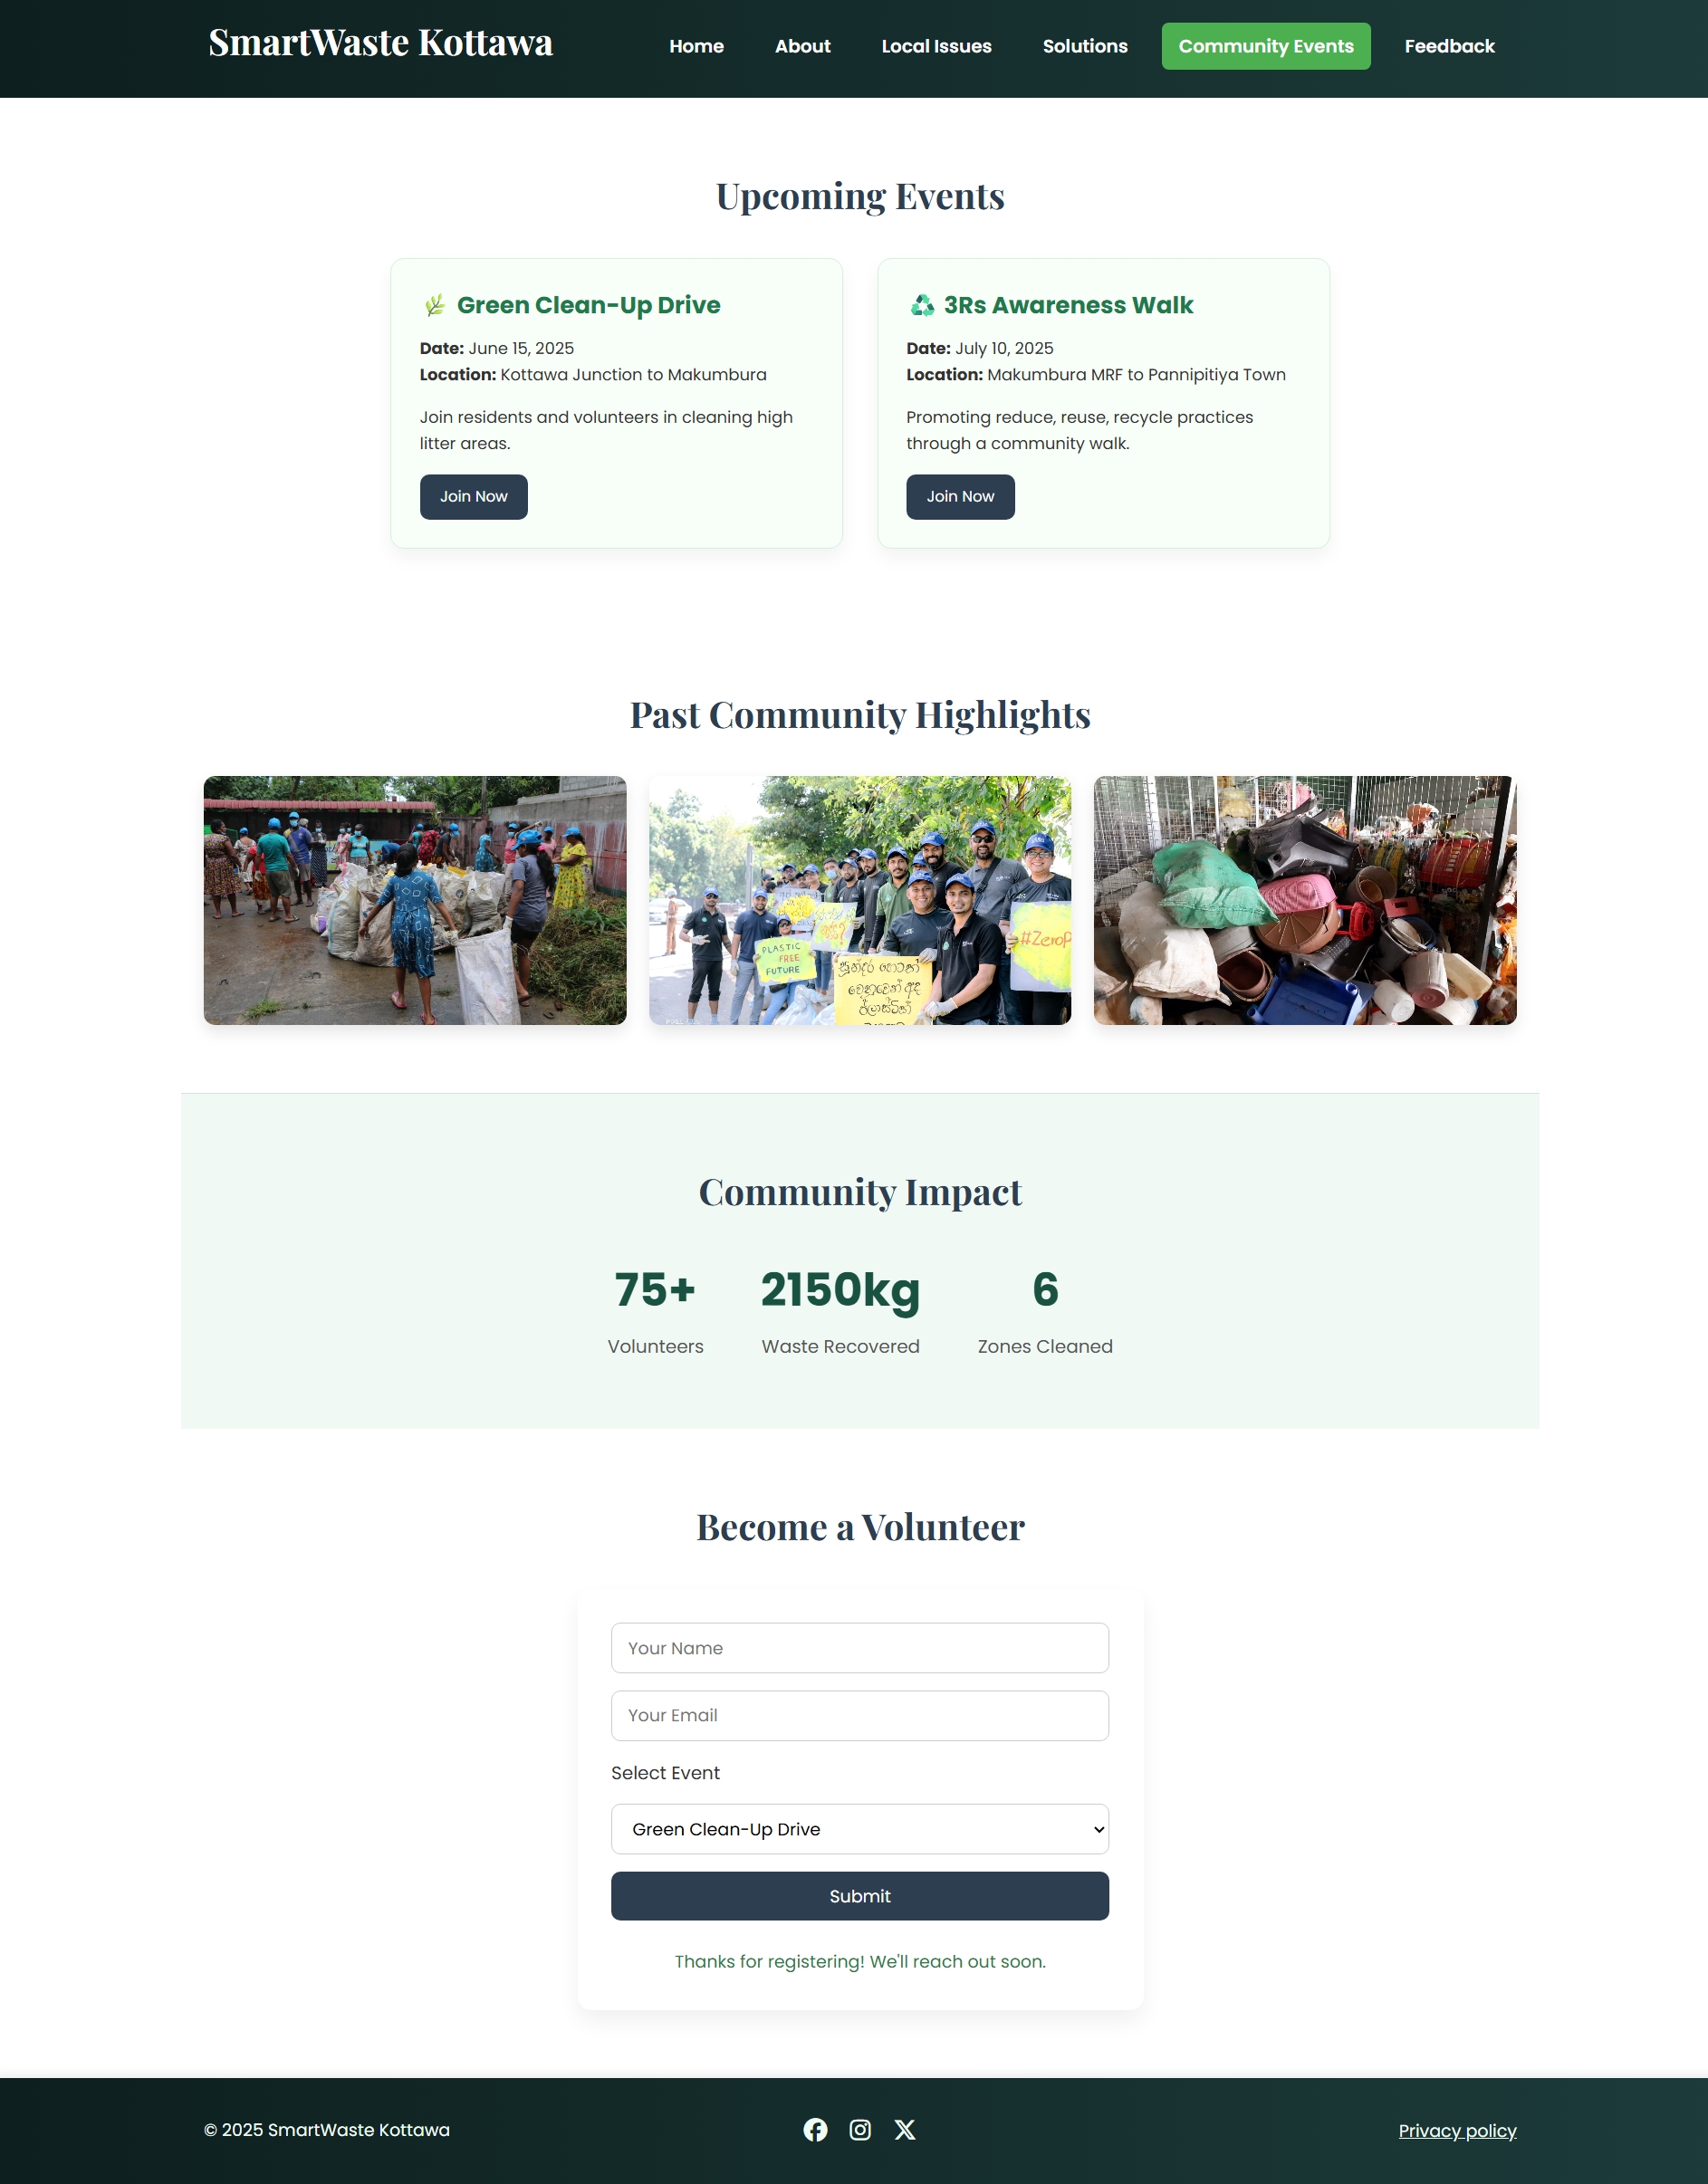 SmartWaste Kottawa
Home
About
Local Issues
Solutions
Community Events
Feedback
Upcoming Events
Green Clean-Up Drive
Date: June 15, 2025
Location: Kottawa Junction to Makumbura
Join residents and volunteers in cleaning high
litter areas.
Join Now
3Rs Awareness Walk
Date: July 10, 2025
Location: Makumbura MRF to Pannipitiya Town
Promoting reduce, reuse, recycle practices
through a community walk.
Join Now
Past Community Highlights
PLASTIC
FREE
FUTURE
#ZeroP
Community Impact
75+
Volunteers
2150kg
Waste Recovered
6
Zones Cleaned
Become a Volunteer
Your Name
Your Email
Select Event
Green Clean-Up Drive
Submit
Thanks for registering! We'll reach out soon.
© 2025 SmartWaste Kottawa
Privacy policy